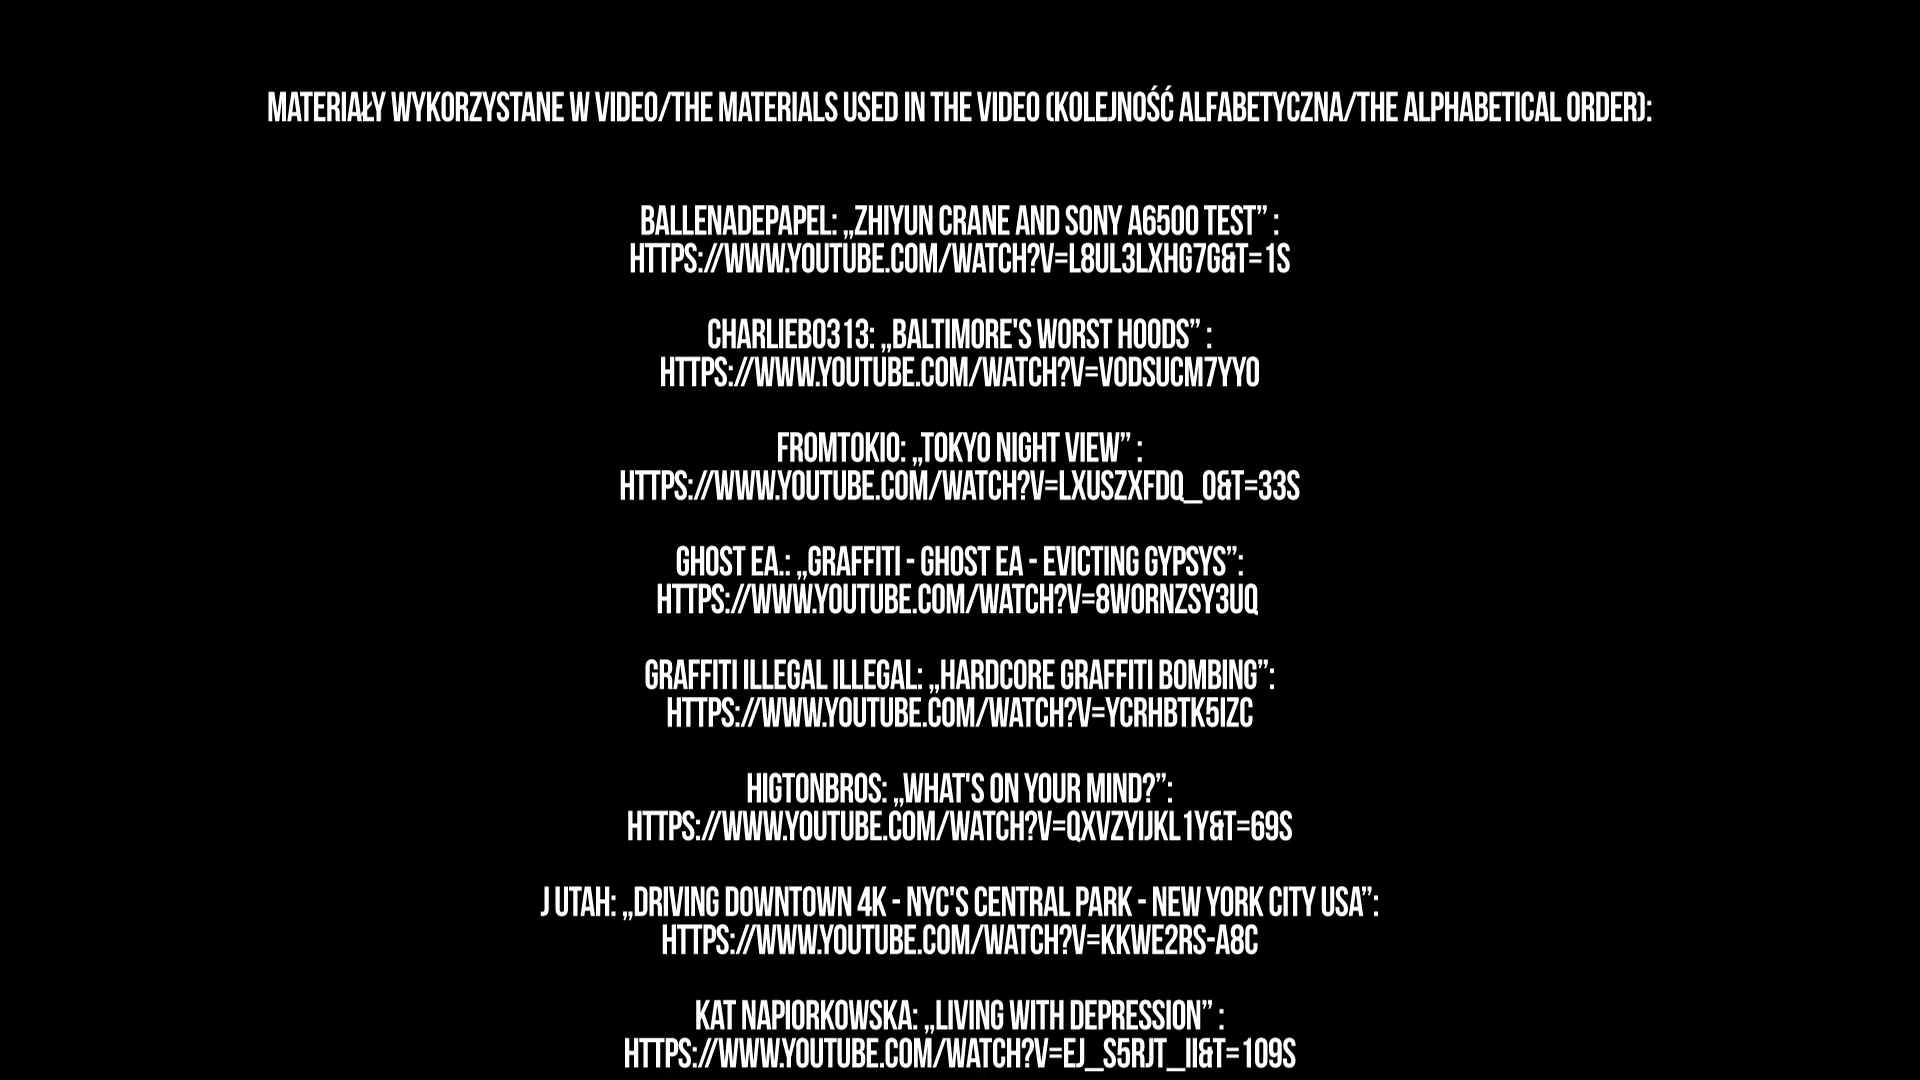 MATERIAŁY WYKORZYSTANE W VIDEO/THE MATERIALS USED IN THE VIDEO (KOLEJNOŚĆ ALFABETYCZNA/THE ALPHABETICAL ORDER):
BALLENADEPAPEL: „ZHIYUN CRANE AND SONY A6500 TEST” :
HTTPS://WWW.YOUTUBE.COM/WATCH?V=L8UL3LXHG7G&T=1S
CHARLIEBO313: „BALTIMORE'S WORST HOODS” :
HTTPS://WWW.YOUTUBE.COM/WATCH?V=VODSUCM7YYO
FROMTOKIO: „TOKYO NIGHT VIEW” :
HTTPS://WWW.YOUTUBE.COM/WATCH?V=LXUSZXFDQ_0&T=33S
GHOST EA.: „GRAFFITI - GHOST EA - EVICTING GYPSYS”:
HTTPS://WWW.YOUTUBE.COM/WATCH?V=8WORNZSY3UQ
GRAFFITI ILLEGAL ILLEGAL: „HARDCORE GRAFFITI BOMBING”:
HTTPS://WWW.YOUTUBE.COM/WATCH?V=YCRHBTK5IZC
HIGTONBROS: „WHAT'S ON YOUR MIND?”:
HTTPS://WWW.YOUTUBE.COM/WATCH?V=QXVZYIJKL1Y&T=69S
J UTAH: „DRIVING DOWNTOWN 4K - NYC'S CENTRAL PARK - NEW YORK CITY USA”:
HTTPS://WWW.YOUTUBE.COM/WATCH?V=KKWE2RS-A8C
KAT NAPIORKOWSKA: „LIVING WITH DEPRESSION” :
HTTPS://WWW.YOUTUBE.COM/WATCH?V=EJ_S5RJT_II&T=109S